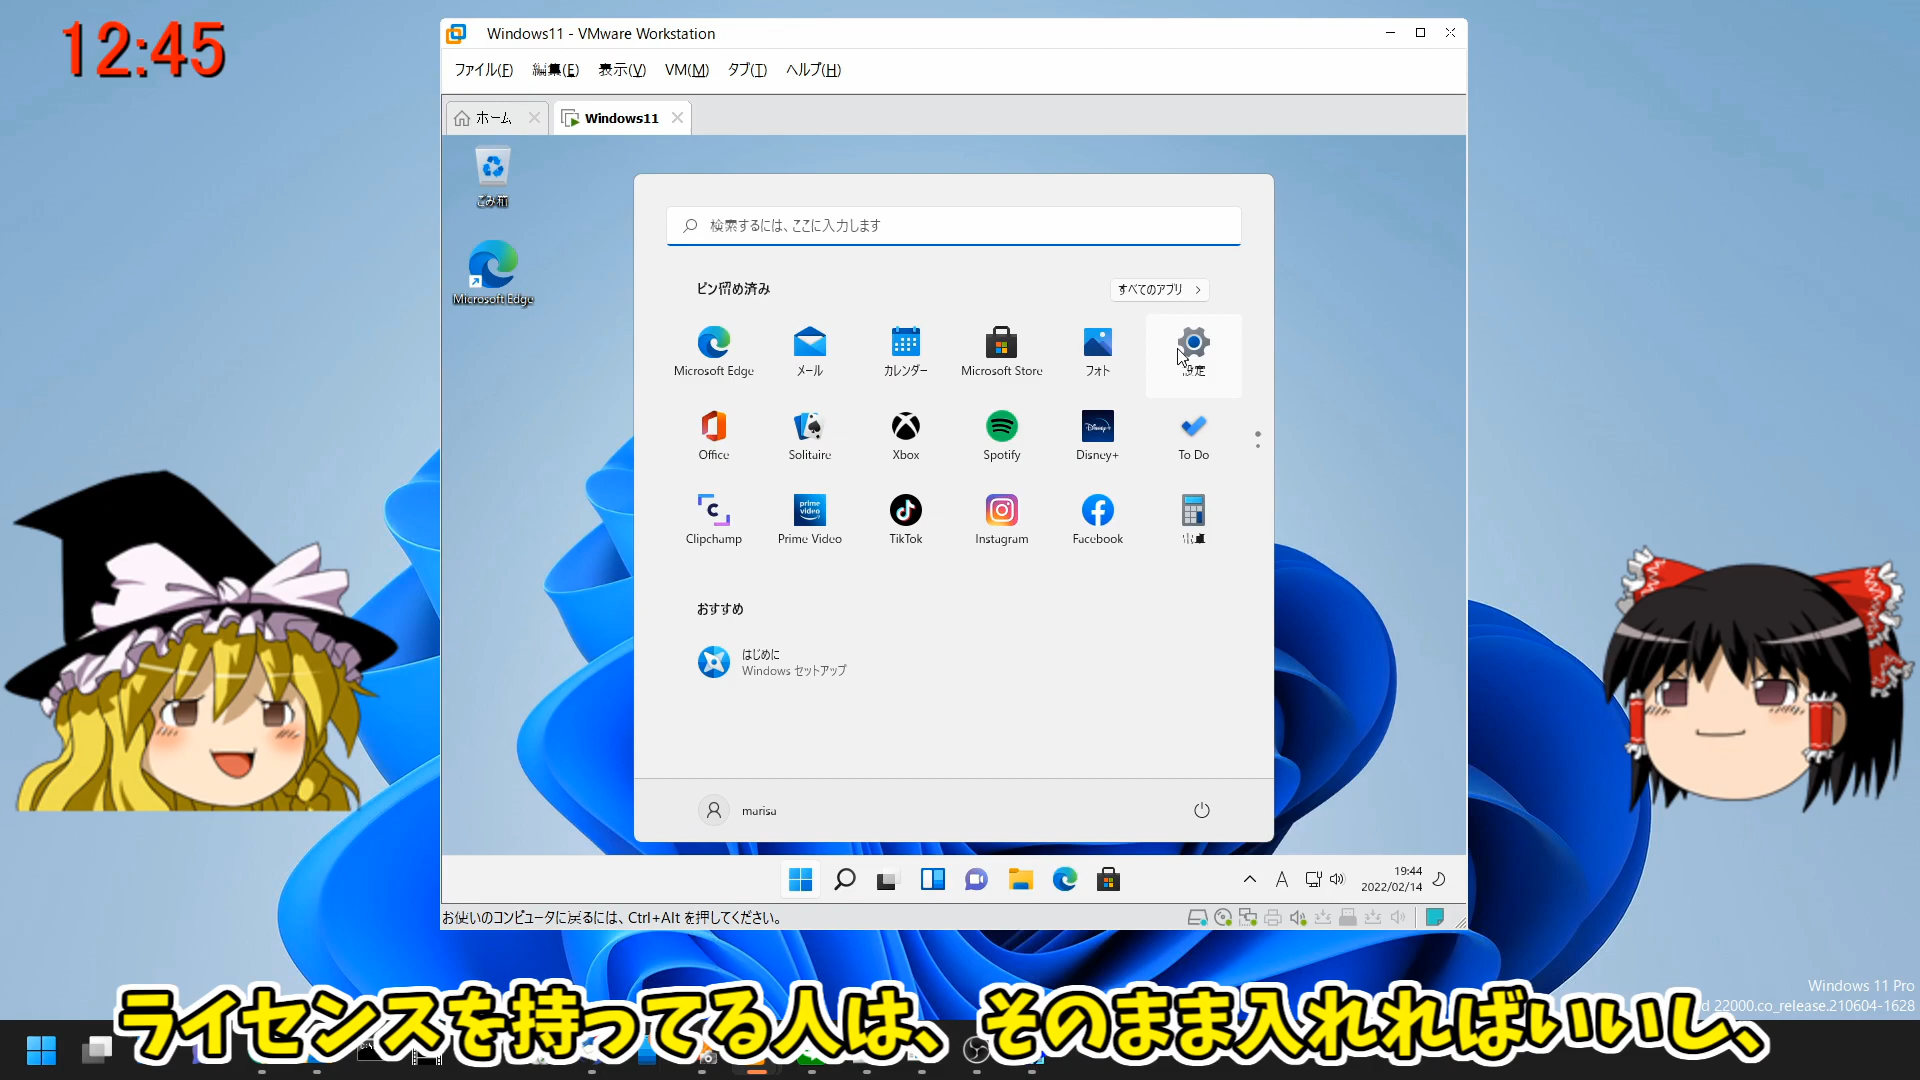 12:45
Windows11 - VMware Workstation
ファイル(F) 編集(E) 表示(V) VM(M) タブ(T) ヘルプ(H)
ホーム Windows11
ごみ箱
Microsoft Edge
検索するには、ここに入力します
ピン留め済み すべてのアプリ
Microsoft Edge メール カレンダー Microsoft Store フォト 設定
Office Solitaire Xbox Spotify Disney+ To Do
Clipchamp prime video Prime Video TikTok Instagram Facebook
おすすめ
はじめに
Windows セットアップ
marisa
19:44
2022/02/14
お使いのコンピュータに戻るには、Ctrl+Alt を押してください。
Windows 11 Pro
22000.co_release.210604-1628
ライセンスを持ってる人は、そのまま入れればいいし、